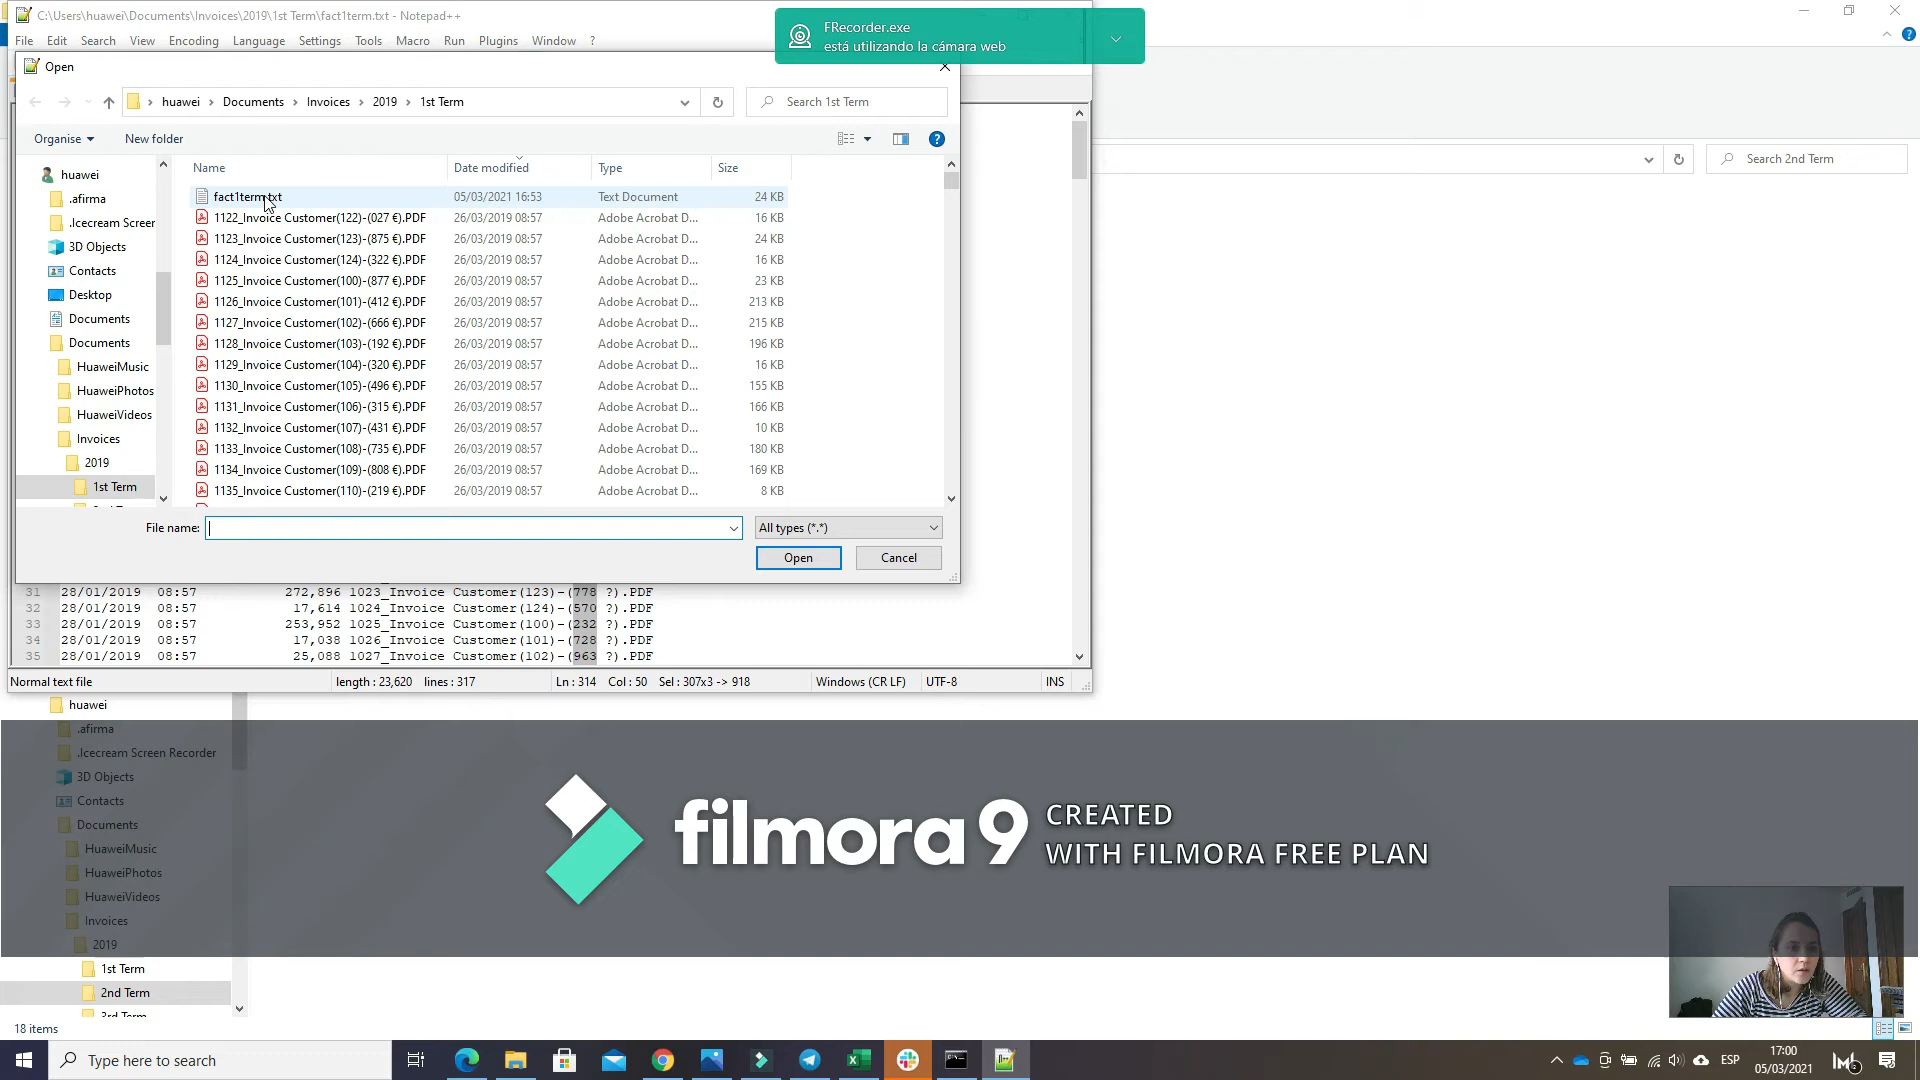 C:\Users\huawei\Documents\Invoices\2019\1st Term\fact1term.txt - Notepad++
File Edit Search View Encoding Language Settings Tools Macro Run Plugins Window ?
FRecorder.exe
está utilizando la cámara web
Open
huawei > Documents > Invoices > 2019 > 1st Term
Search 1st Term
Search 2nd Term
Organise New folder
Name Date modified Type Size
huawei
.afirma
.Icecream Screen
3D Objects
Contacts
Desktop
Documents
Documents
HuaweiMusic
HuaweiPhotos
HuaweiVideos
Invoices
2019
1st Term
fact1term.txt 05/03/2021 16:53 Text Document 24 KB
1122_Invoice Customer(122)-(027 €).PDF 26/03/2019 08:57 Adobe Acrobat D... 16 KB
1123_Invoice Customer(123)-(875 €).PDF 26/03/2019 08:57 Adobe Acrobat D... 24 KB
1124_Invoice Customer(124)-(322 €).PDF 26/03/2019 08:57 Adobe Acrobat D... 16 KB
1125_Invoice Customer(100)-(877 €).PDF 26/03/2019 08:57 Adobe Acrobat D... 23 KB
1126_Invoice Customer(101)-(412 €).PDF 26/03/2019 08:57 Adobe Acrobat D... 213 KB
1127_Invoice Customer(102)-(666 €).PDF 26/03/2019 08:57 Adobe Acrobat D... 215 KB
1128_Invoice Customer(103)-(192 €).PDF 26/03/2019 08:57 Adobe Acrobat D... 196 KB
1129_Invoice Customer(104)-(320 €).PDF 26/03/2019 08:57 Adobe Acrobat D... 16 KB
1130_Invoice Customer(105)-(496 €).PDF 26/03/2019 08:57 Adobe Acrobat D... 155 KB
1131_Invoice Customer(106)-(315 €).PDF 26/03/2019 08:57 Adobe Acrobat D... 166 KB
1132_Invoice Customer(107)-(431 €).PDF 26/03/2019 08:57 Adobe Acrobat D... 10 KB
1133_Invoice Customer(108)-(735 €).PDF 26/03/2019 08:57 Adobe Acrobat D... 180 KB
1134_Invoice Customer(109)-(808 €).PDF 26/03/2019 08:57 Adobe Acrobat D... 169 KB
1135_Invoice Customer(110)-(219 €).PDF 26/03/2019 08:57 Adobe Acrobat D... 8 KB
File name: All types (*.*)
Open Cancel
31 28/01/2019 08:57 272,896 1023_Invoice Customer(123)-(778 ?).PDF
32 28/01/2019 08:57 17,614 1024_Invoice Customer(124)-(570 ?).PDF
33 28/01/2019 08:57 253,952 1025_Invoice Customer(100)-(232 ?).PDF
34 28/01/2019 08:57 17,038 1026_Invoice Customer(101)-(728 ?).PDF
35 28/01/2019 08:57 25,088 1027_Invoice Customer(102)-(963 ?).PDF
Normal text file length : 23,620 lines : 317 Ln : 314 Col : 50 Sel : 307x3 -> 918 Windows (CR LF) UTF-8 INS
huawei
.afirma
.Icecream Screen Recorder
3D Objects
Contacts
Documents
HuaweiMusic
HuaweiPhotos
HuaweiVideos
Invoices
2019
1st Term
2nd Term
3rd Term
filmora 9
CREATED
WITH FILMORA FREE PLAN
18 items
Type here to search
ESP
17:00
05/03/2021